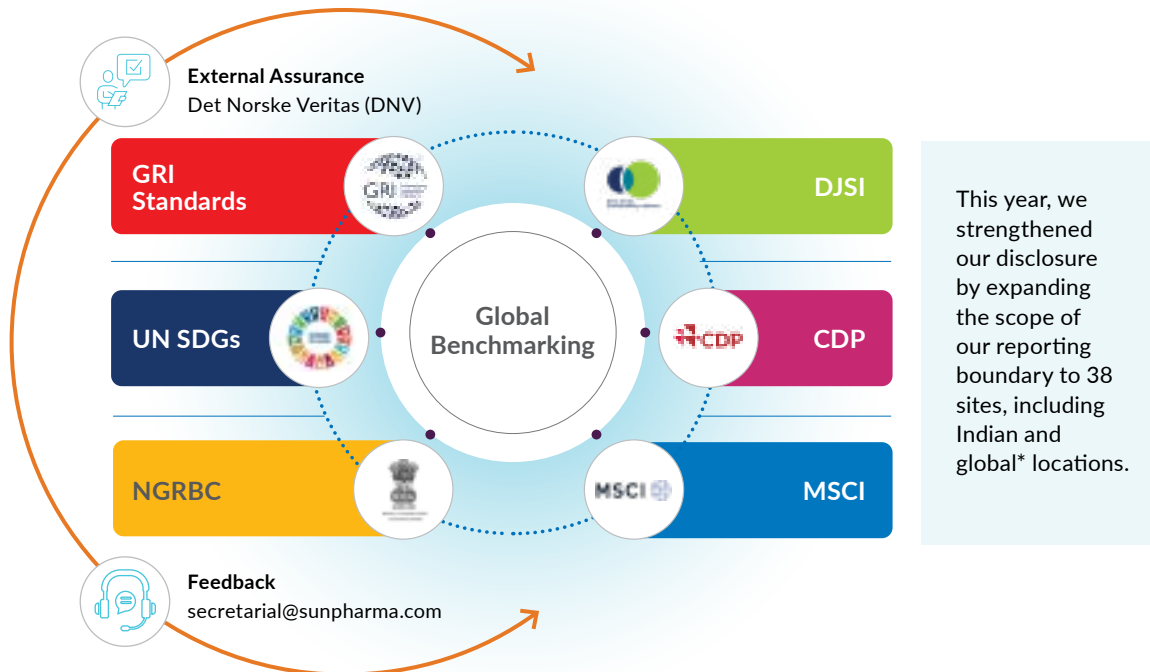 External Assurance
Det Norske Veritas (DNV)
GRI
Standards
GRI
DJSI
UN SDGs
Global
Benchmarking
CDP
CDP
NGRBC
MSCI
MSCI
Feedback
secretarial@sunpharma.com
This year, we
strengthened
our disclosure
by expanding
the scope of
our reporting
boundary to 38
sites, including
Indian and
global* locations.